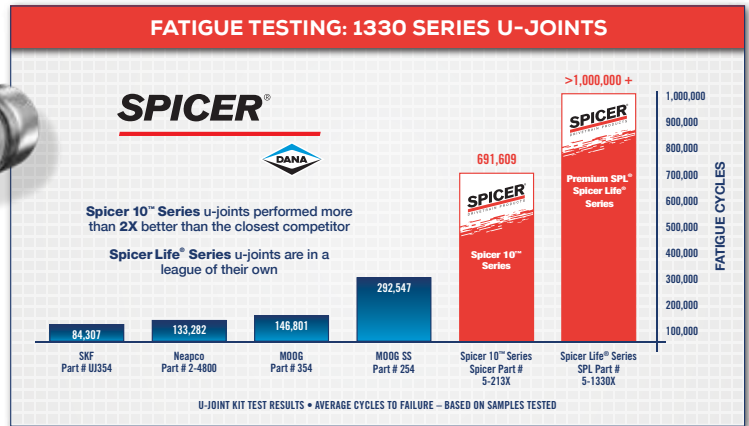 FATIGUE TESTING: 1330 SERIES U-JOINTS
SPICER®
DANA
Spicer 10™ Series u-joints performed more
than 2X better than the closest competitor
Spicer Life® Series u-joints are in a
league of their own
84,307
133,282
146,801
292,547
691,609
SPICER
DRIVETRAIN PRODUCTS
Spicer 10™
Series
>1,000,000 +
SPICER
DRIVETRAIN PRODUCTS
Premium SPL®
Spicer Life®
Series
1,000,000
900,000
800,000
700,000
600,000
500,000
400,000
300,000
200,000
100,000
FATIGUE CYCLES
SKF
Part # UJ354
Neapco
Part # 2-4800
MOOG
Part # 354
MOOG SS
Part # 254
Spicer 10™ Series
Spicer Part #
5-213X
Spicer Life® Series
SPL Part #
5-1330X
U-JOINT KIT TEST RESULTS • AVERAGE CYCLES TO FAILURE – BASED ON SAMPLES TESTED